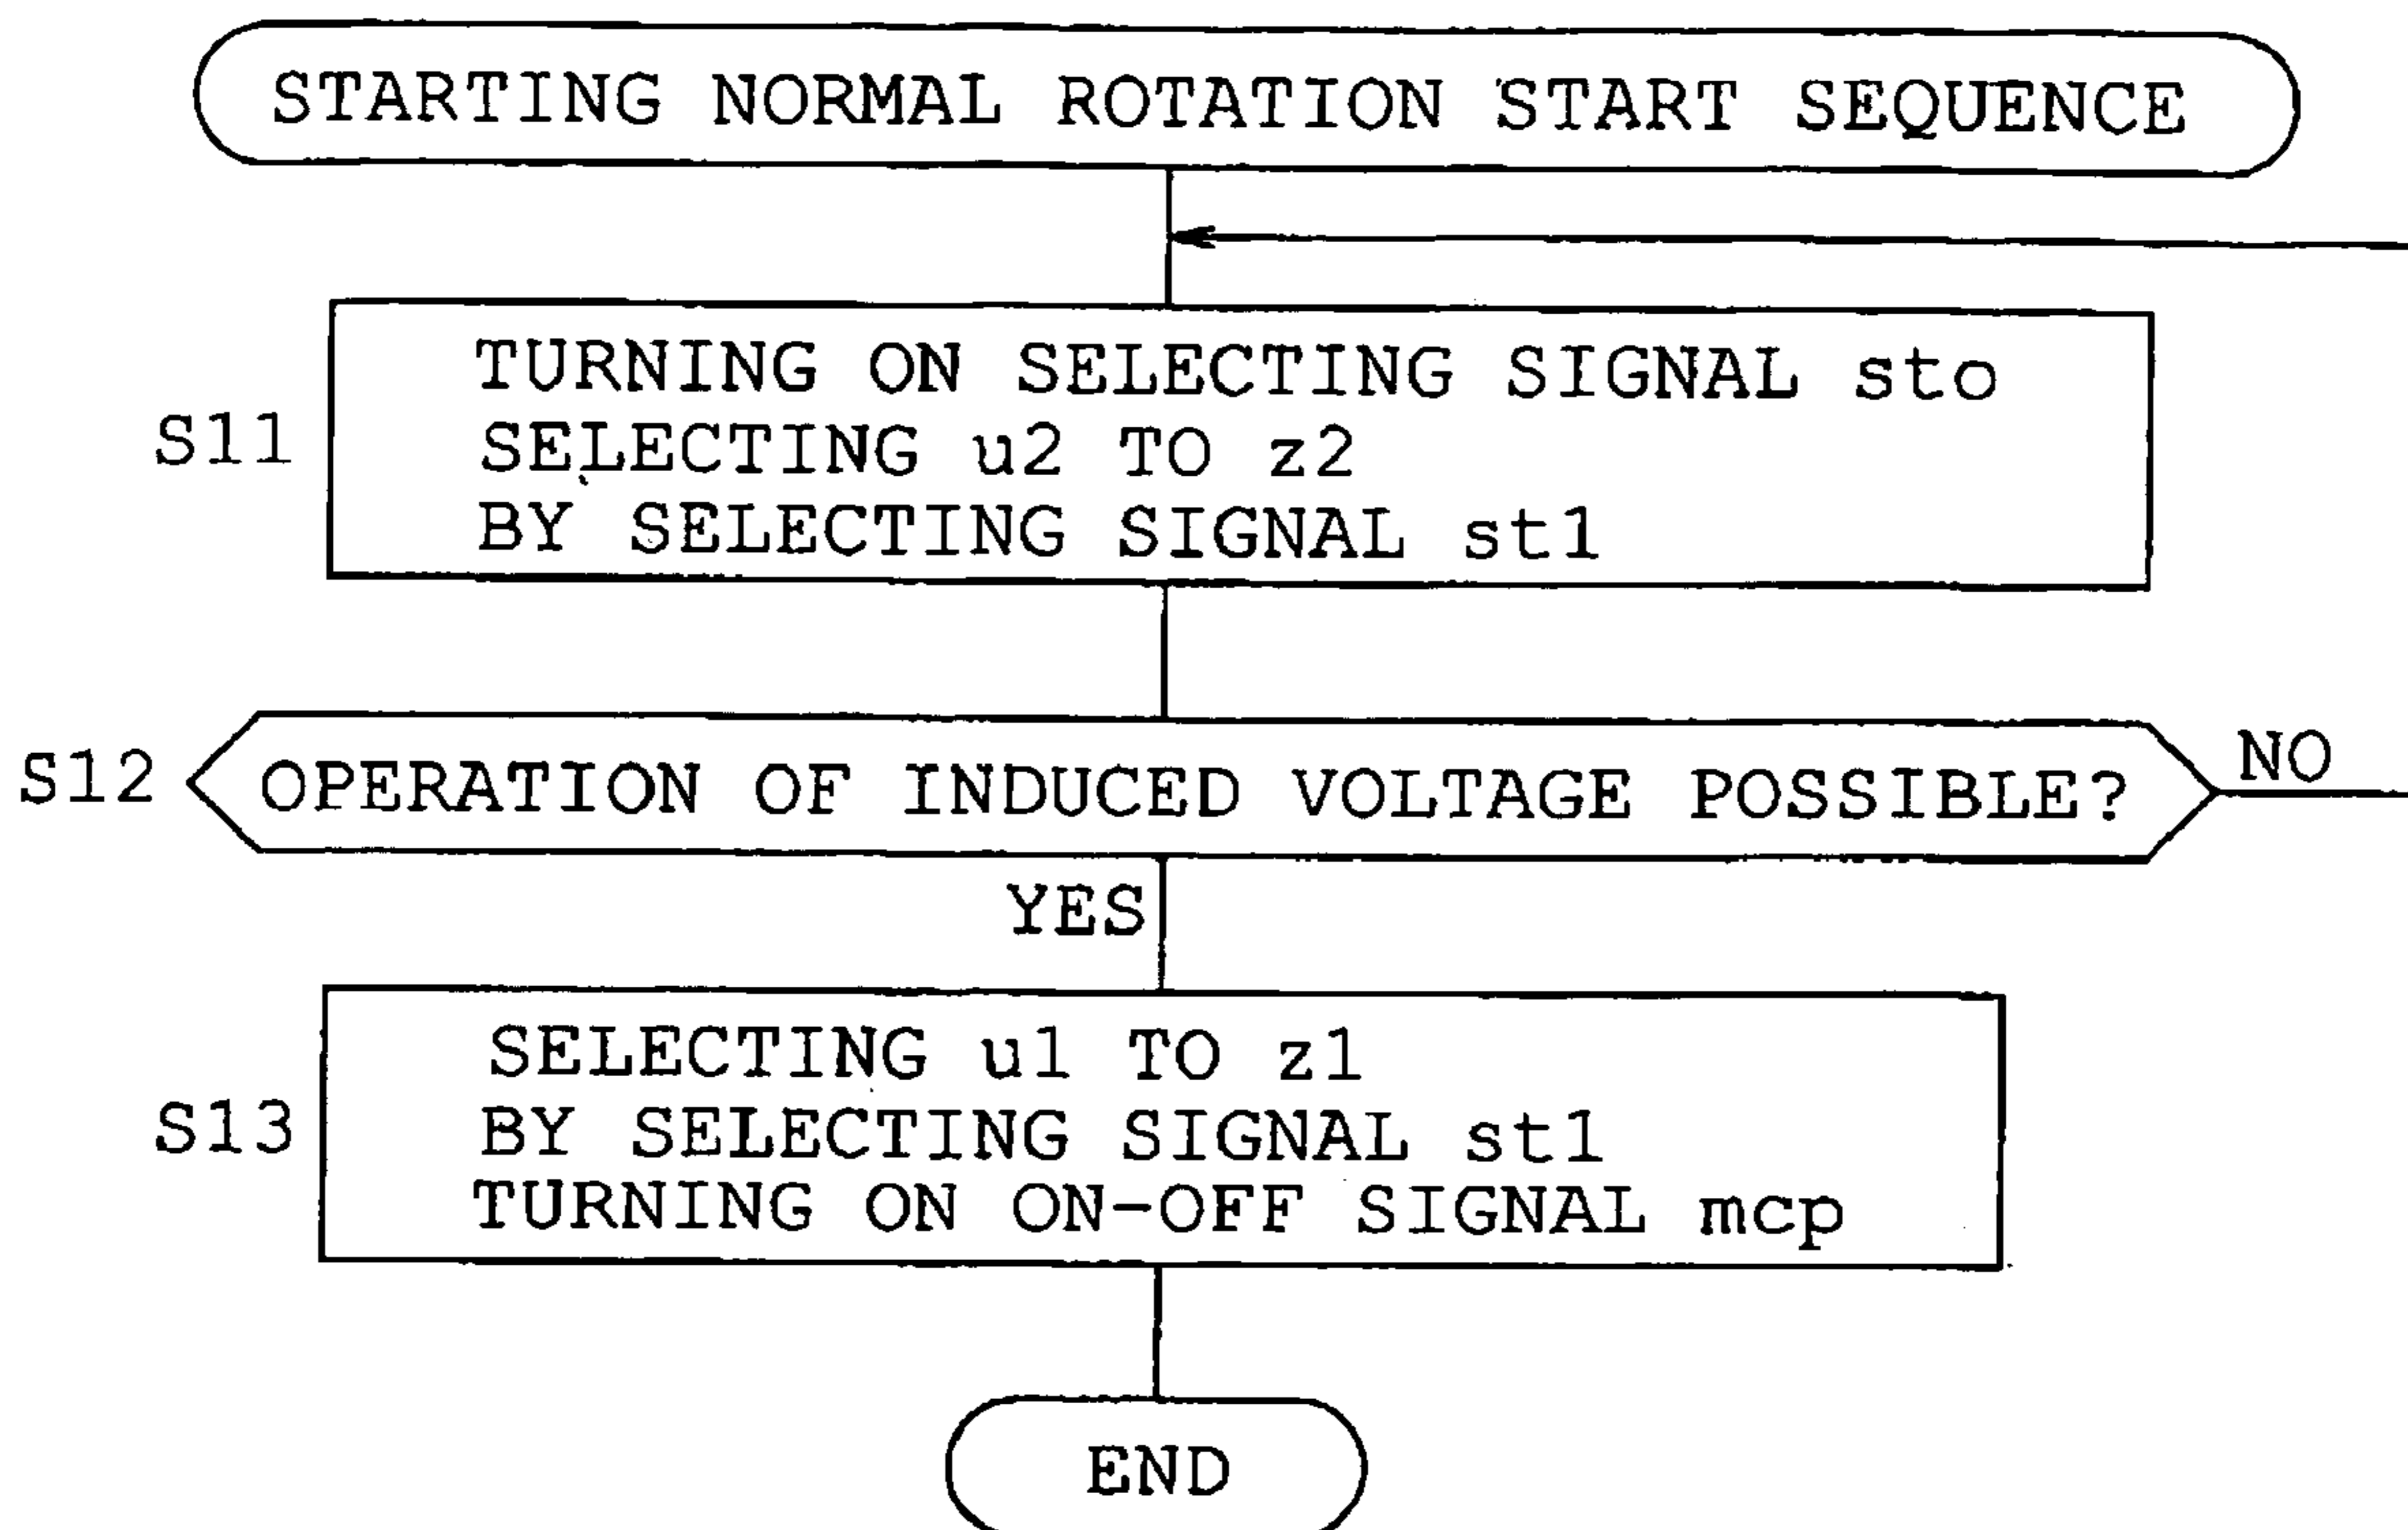 STARTING NORMAL ROTATION START SEQUENCE
S11
TURNING ON SELECTING SIGNAL sto
SELECTING u2 TO z2
BY SELECTING SIGNAL st1
S12
OPERATION OF INDUCED VOLTAGE POSSIBLE?
NO
YES
S13
SELECTING u1 TO z1
BY SELECTING SIGNAL st1
TURNING ON ON-OFF SIGNAL mcp
END